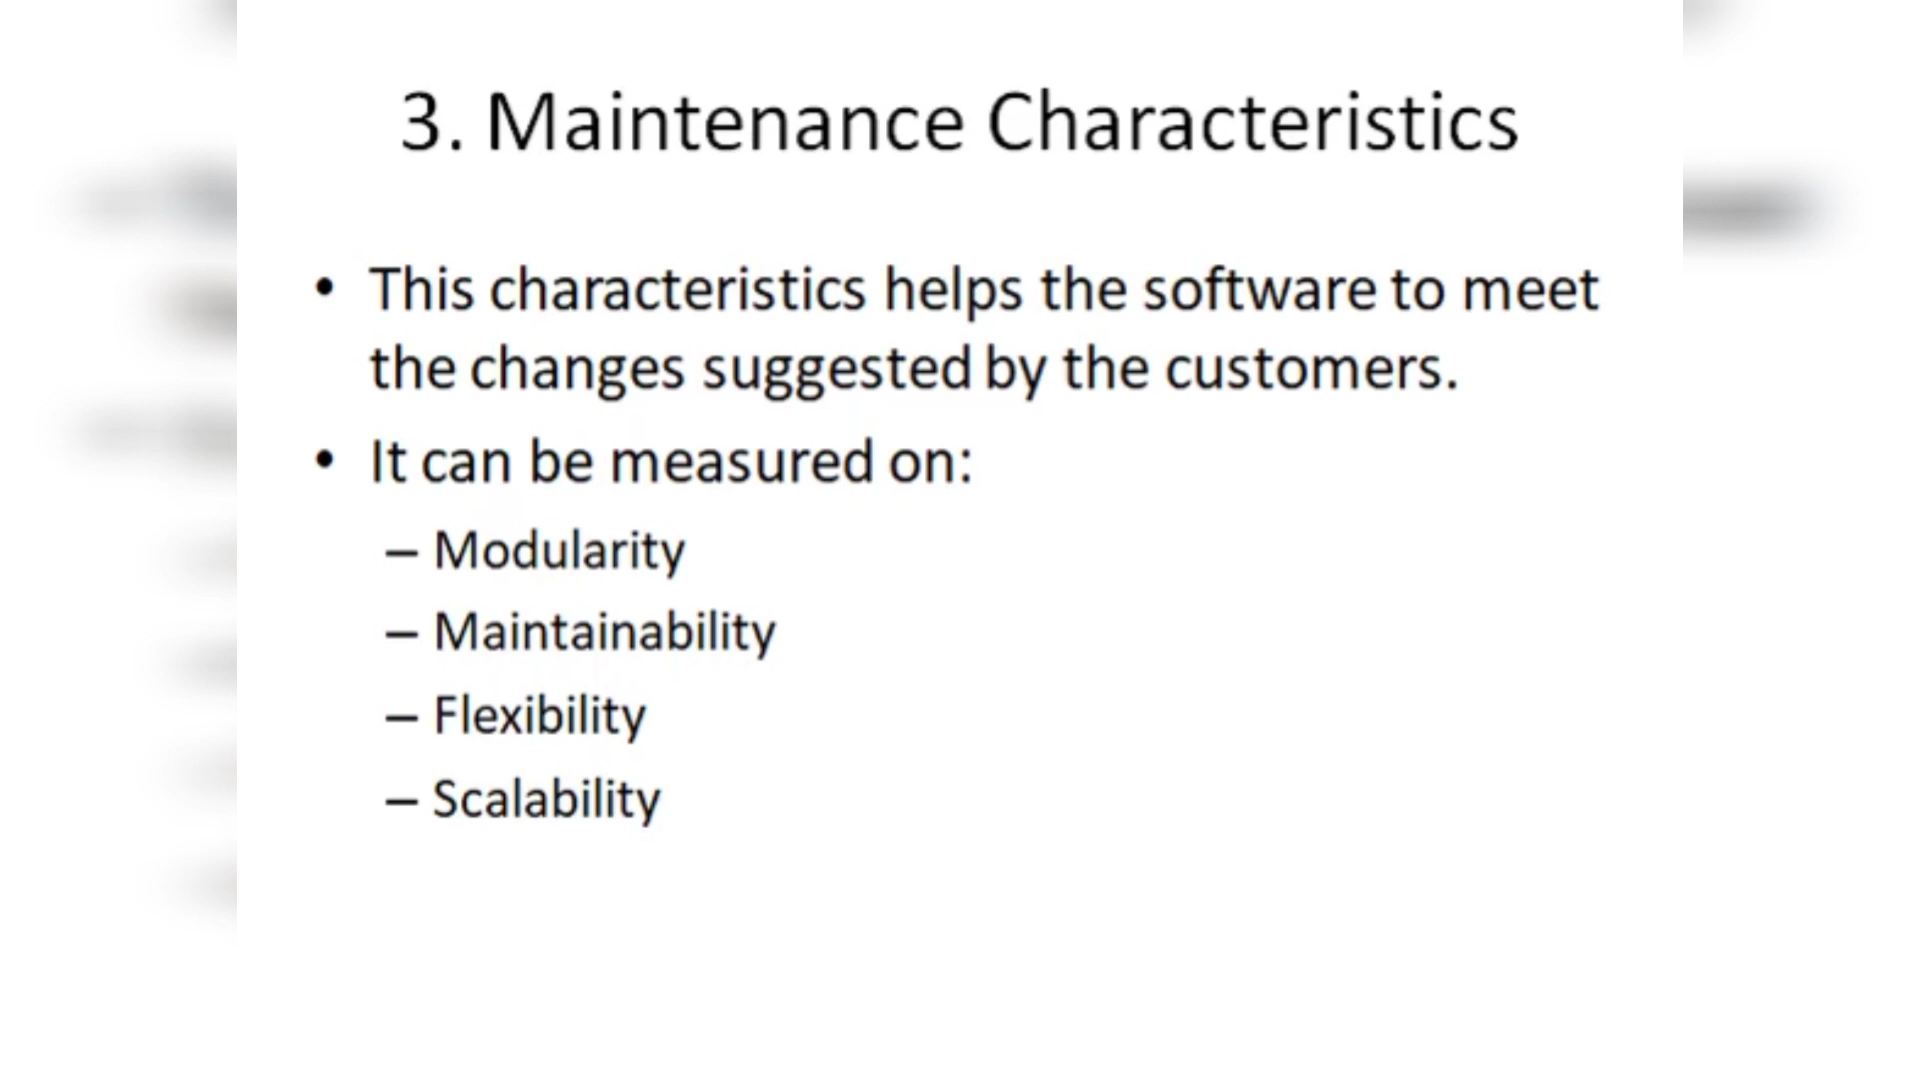 3. Maintenance Characteristics
• This characteristics helps the software to meet
the changes suggested by the customers.
• It can be measured on:
– Modularity
– Maintainability
– Flexibility
– Scalability